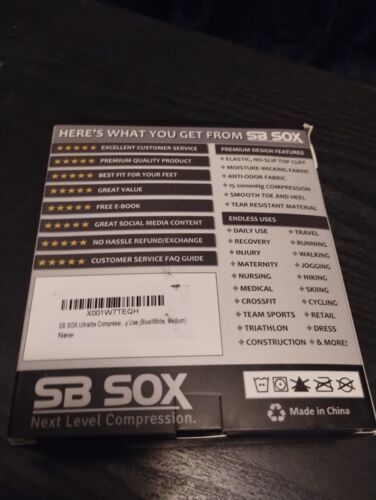 HERE'S WHAT YOU GET FROM SB SOX
★★★★★ EXCELLENT CUSTOMER SERVICE
★★★★★ PREMIUM QUALITY PRODUCT
★★★★★ BEST FIT FOR YOUR FEET
★★★★★ GREAT VALUE
★★★★★ FREE E-BOOK
★★★★★ GREAT SOCIAL MEDIA CONTENT
★★★★★ NO HASSLE REFUND/EXCHANGE
★★★★★ CUSTOMER SERVICE FAQ GUIDE
PREMIUM DESIGN FEATURES
+ ELASTIC, NO-SLIP TOP CUFF
+ MOISTURE-WICKING FABRIC
+ ANTI-ODOR FABRIC
+ 15-20mmHg COMPRESSION
+ SMOOTH TOE AND HEEL
+ TEAR RESISTANT MATERIAL
ENDLESS USES
+ DAILY USE + TRAVEL
+ RECOVERY + RUNNING
+ INJURY + WALKING
+ MATERNITY + JOGGING
+ NURSING + HIKING
+ MEDICAL + SKIING
+ CROSSFIT + CYCLING
+ TEAM SPORTS + RETAIL
+ TRIATHLON + DRESS
+ CONSTRUCTION + & MORE!
X001W7TEQH
SB SOX Ultralite Compressi...y Use (Blue/White, Medium)
New
SB SOX
Next Level Compression.
Made in China